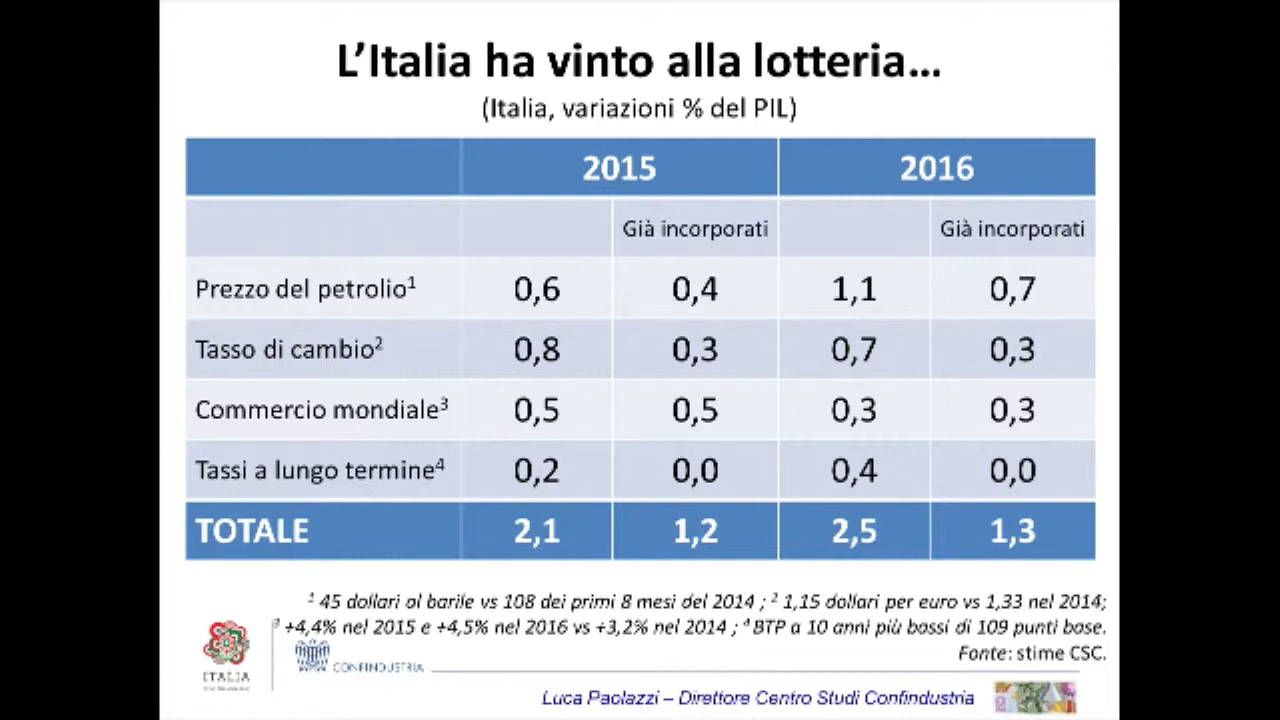 L'Italia ha vinto alla lotteria…
(Italia, variazioni % del PIL)
2015 2016
Già incorporati Già incorporati
Prezzo del petrolio¹ 0,6 0,4 1,1 0,7
Tasso di cambio² 0,8 0,3 0,7 0,3
Commercio mondiale³ 0,5 0,5 0,3 0,3
Tassi a lungo termine⁴ 0,2 0,0 0,4 0,0
TOTALE 2,1 1,2 2,5 1,3
¹ 45 dollari al barile vs 108 dei primi 8 mesi del 2014 ; ² 1,15 dollari per euro vs 1,33 nel 2014;
³ +4,4% nel 2015 e +4,5% nel 2016 vs +3,2% nel 2014 ; ⁴ BTP a 10 anni più bassi di 109 punti base.
Fonte: stime CSC.
ITALIA
CONFINDUSTRIA
Luca Paolazzi – Direttore Centro Studi Confindustria